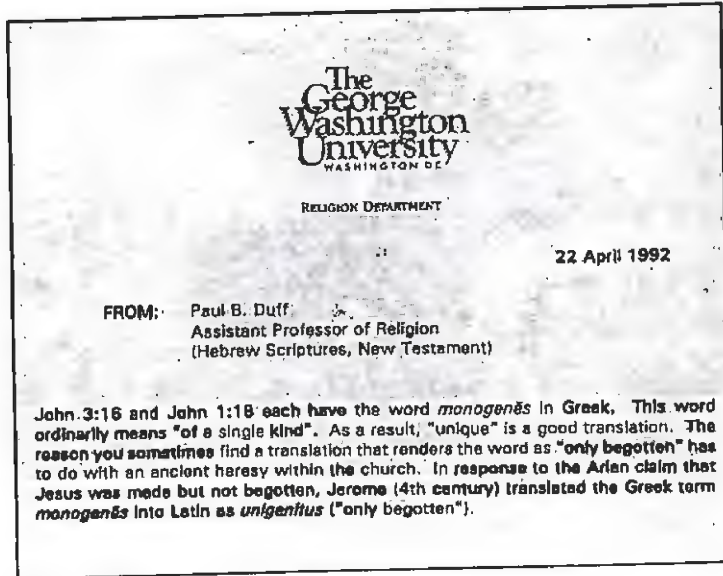 The
George
Washington
University
WASHINGTON DC
RELIGION DEPARTMENT
22 April 1992
FROM: Paul B. Duff
Assistant Professor of Religion
(Hebrew Scriptures, New Testament)
John 3:16 and John 1:18 each have the word monogenēs in Greek. This word
ordinarily means "of a single kind". As a result, "unique" is a good translation. The
reason you sometimes find a translation that renders the word as "only begotten" has
to do with an ancient heresy within the church. In response to the Arian claim that
Jesus was made but not begotten, Jerome (4th century) translated the Greek term
monogenēs into Latin as unigenitus ("only begotten").